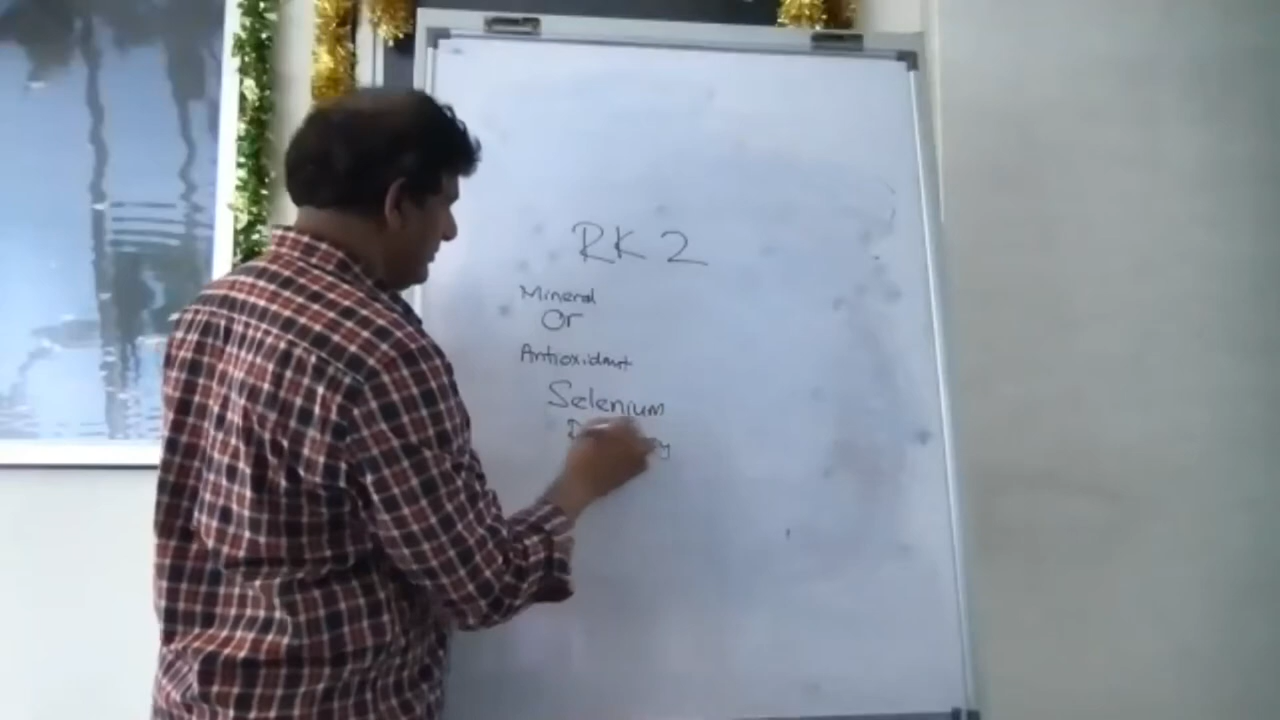 RK 2
Mineral
Or
Antioxidant
Selenium